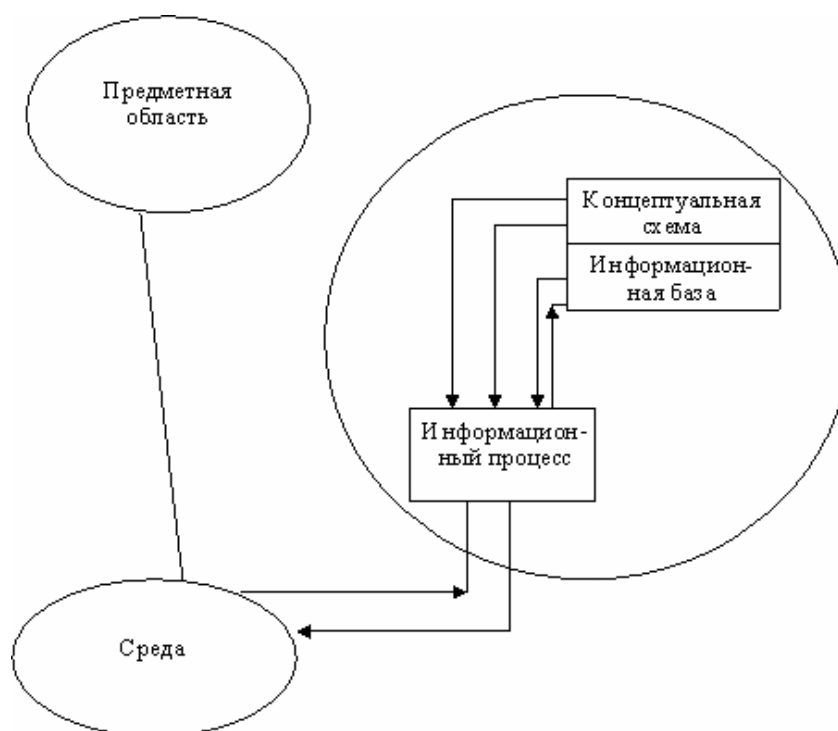 Предметная
область
Концептуальная
схема
Информацион-
ная база
Информацион-
ный процесс
Среда